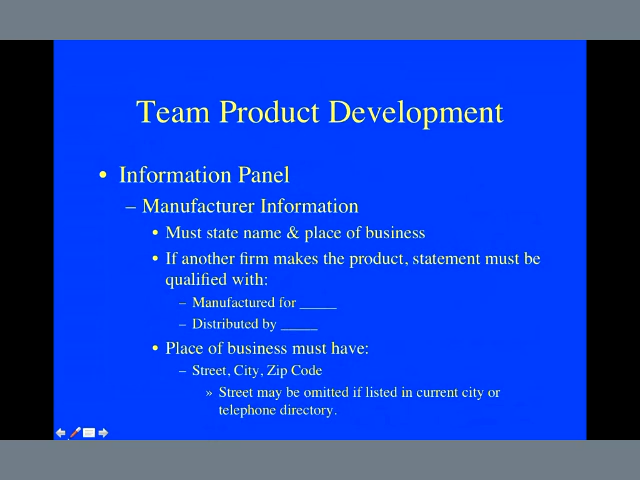 Team Product Development
• Information Panel
– Manufacturer Information
• Must state name & place of business
• If another firm makes the product, statement must be
qualified with:
– Manufactured for _____
– Distributed by _____
• Place of business must have:
– Street, City, Zip Code
» Street may be omitted if listed in current city or
telephone directory.